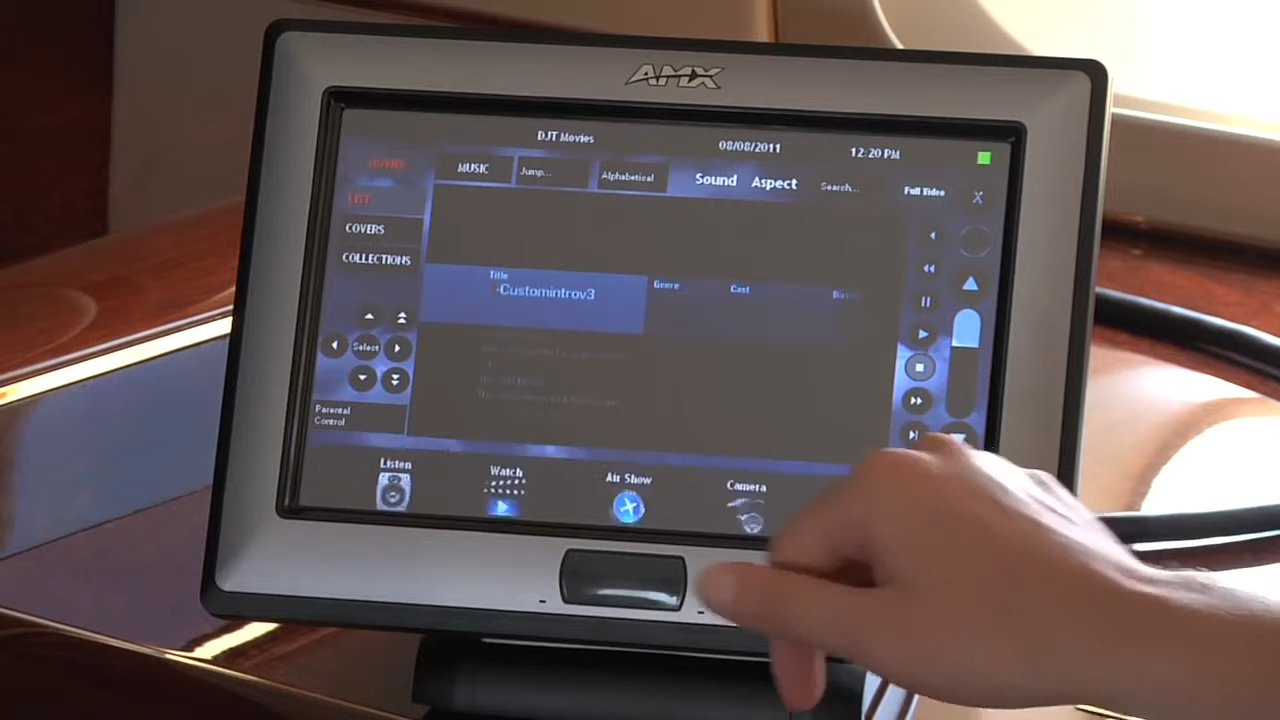 AMX
DJT Movies
08/08/2011
12:20 PM
MOVIES
MUSIC
Jump...
Alphabetical
Sound
Aspect
Search...
Full Video
X
LIST
COVERS
COLLECTIONS
Title
Genre
Cast
-Customintrov3
Select
Parental
Control
Listen
Watch
Air Show
Camera